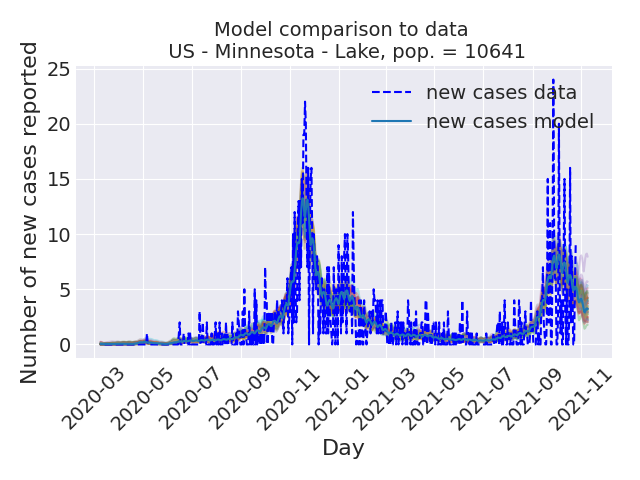 Model comparison to data
US - Minnesota - Lake, pop. = 10641
Number of new cases reported
25
20
15
10
5
0
new cases data
new cases model
2020-03
2020-05
2020-07
2020-09
2020-11
2021-01
2021-03
2021-05
2021-07
2021-09
2021-11
Day